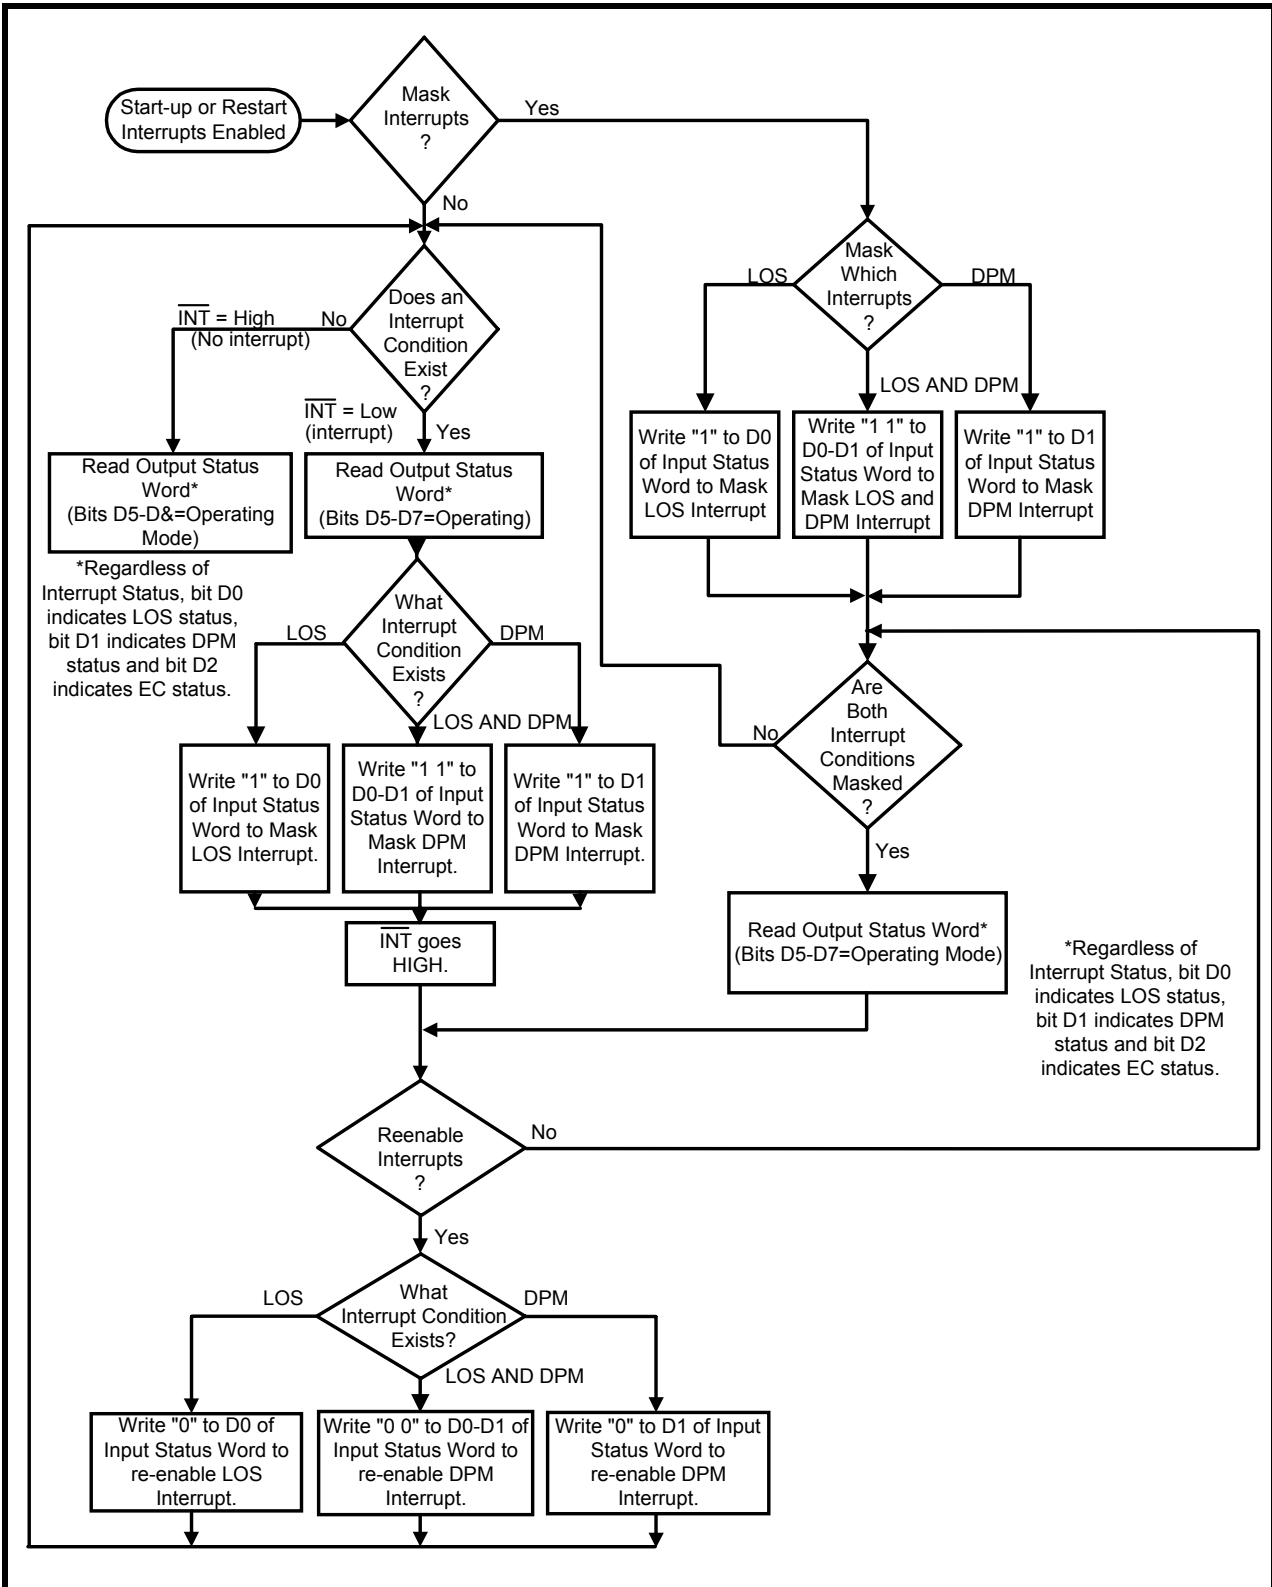 Start-up or Restart
Interrupts Enabled
Mask
Interrupts
?
Yes
No
Mask
Which
Interrupts
?
LOS
DPM
LOS AND DPM
Does an
Interrupt
Condition
Exist
?
INT = High
(No interrupt)
No
INT = Low
(interrupt)
Yes
Write "1" to D0
of Input Status
Word to Mask
LOS Interrupt
Write "1 1" to
D0-D1 of Input
Status Word to
Mask LOS and
DPM Interrupt
Write "1" to D1
of Input Status
Word to Mask
DPM Interrupt
Read Output Status
Word*
(Bits D5-D&=Operating
Mode)
Read Output Status
Word*
(Bits D5-D7=Operating)
*Regardless of
Interrupt Status, bit D0
indicates LOS status,
bit D1 indicates DPM
status and bit D2
indicates EC status.
What
Interrupt
Condition
Exists
?
LOS
DPM
LOS AND DPM
Are
Both
Interrupt
Conditions
Masked
?
No
Yes
Write "1" to D0
of Input Status
Word to Mask
LOS Interrupt.
Write "1 1" to
D0-D1 of Input
Status Word to
Mask DPM
Interrupt.
Write "1" to D1
of Input Status
Word to Mask
DPM Interrupt.
INT goes
HIGH.
Read Output Status Word*
(Bits D5-D7=Operating Mode)
*Regardless of
Interrupt Status, bit D0
indicates LOS status,
bit D1 indicates DPM
status and bit D2
indicates EC status.
Reenable
Interrupts
?
No
Yes
What
Interrupt Condition
Exists?
LOS
DPM
LOS AND DPM
Write "0" to D0 of
Input Status Word to
re-enable LOS
Interrupt.
Write "0 0" to D0-D1 of
Input Status Word to
re-enable DPM
Interrupt.
Write "0" to D1 of Input
Status Word to
re-enable DPM
Interrupt.